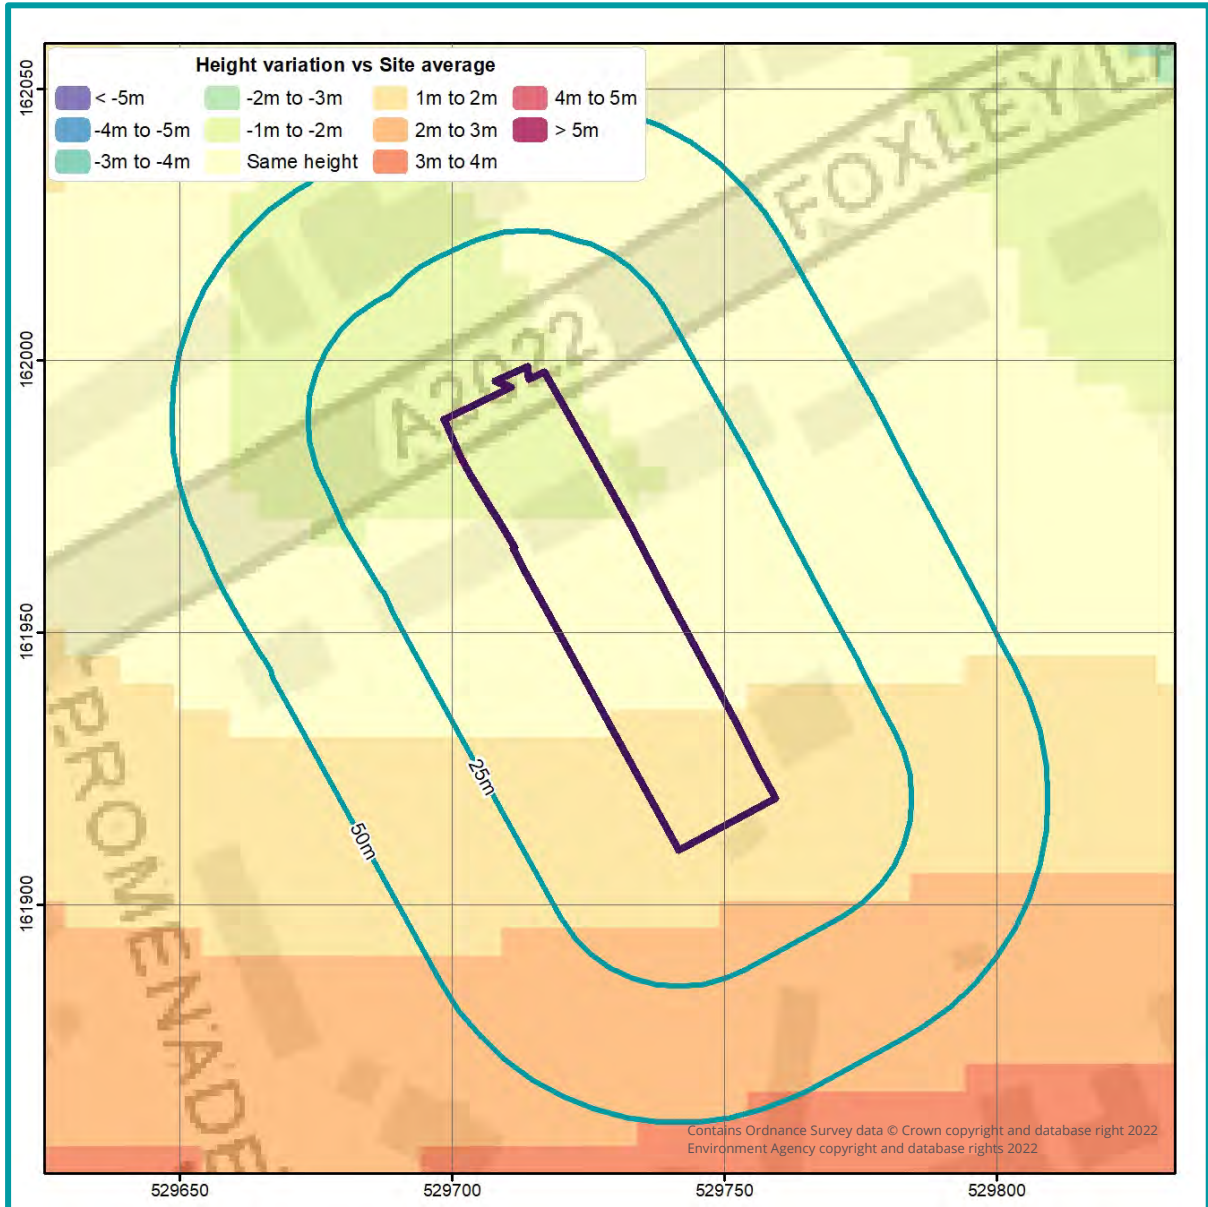 Height variation vs Site average
< -5m
-4m to -5m
-3m to -4m
-2m to -3m
-1m to -2m
Same height
1m to 2m
2m to 3m
3m to 4m
4m to 5m
> 5m
162050
162000
161950
161900
FOXLEY
A2022
PROMENADE
25m
50m
Contains Ordnance Survey data © Crown copyright and database right 2022
Environment Agency copyright and database rights 2022
529650
529700
529750
529800